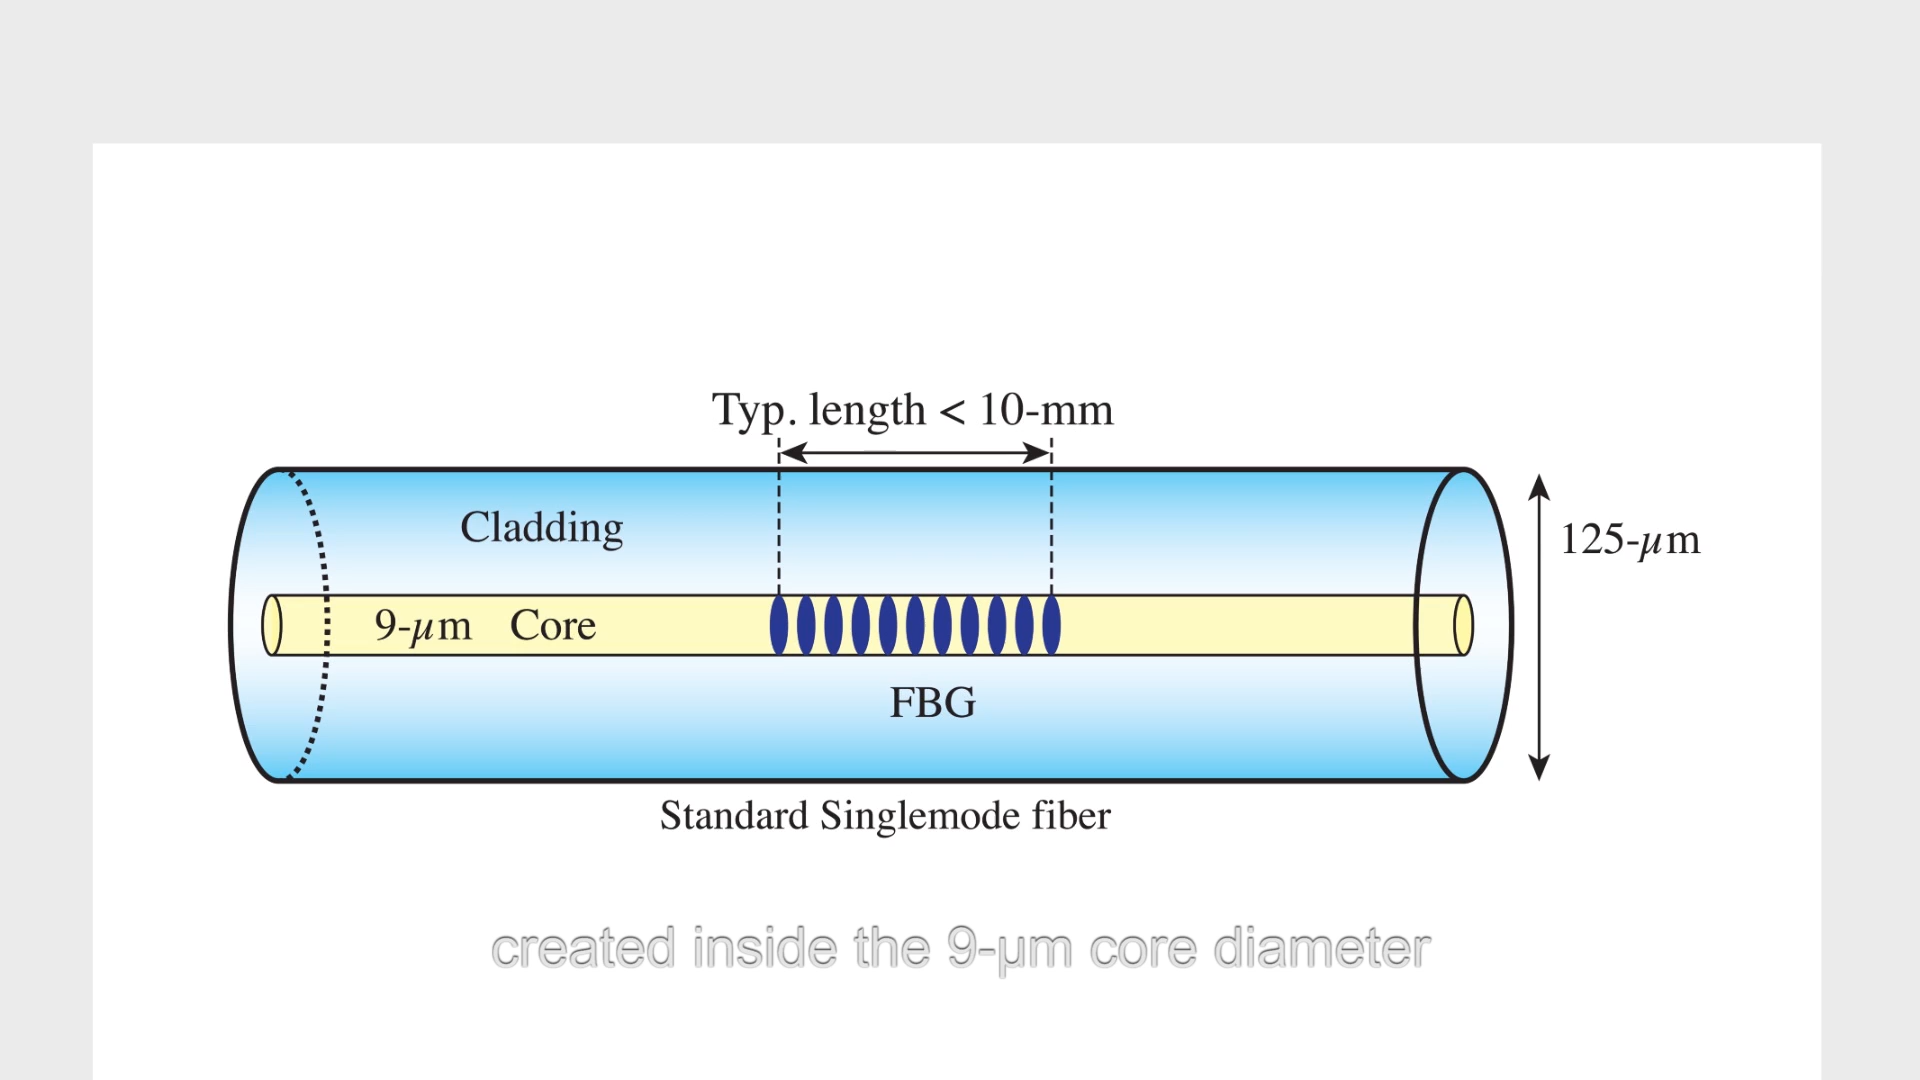 Typ. length < 10-mm
Cladding
125-μm
9-μm Core
FBG
Standard Singlemode fiber
created inside the 9-μm core diameter